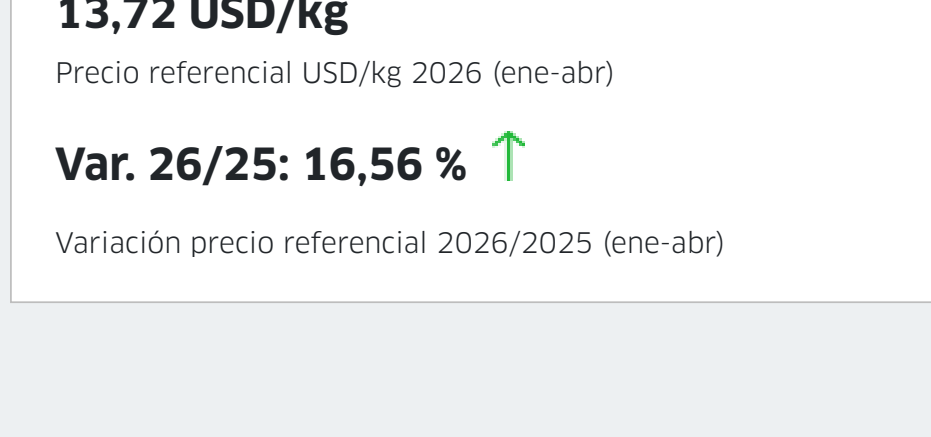 13,72 USD/kg
Precio referencial USD/kg 2026 (ene-abr)
Var. 26/25: 16,56 % ↑
Variación precio referencial 2026/2025 (ene-abr)